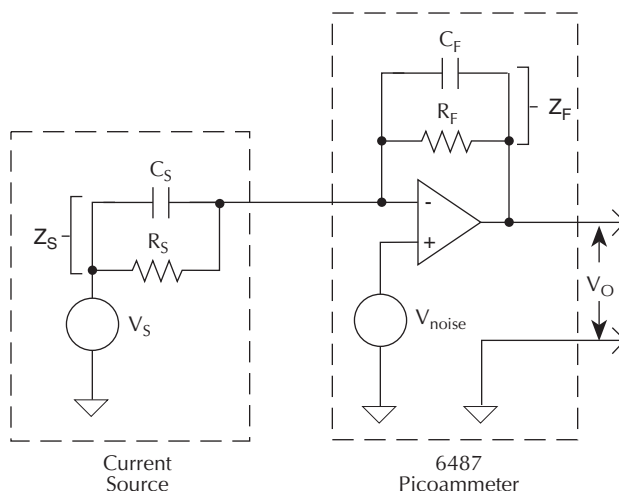 C_F
Z_F
R_F
C_S
Z_S
R_S
-
+
V_S
V_noise
V_O
Current
Source
6487
Picoammeter